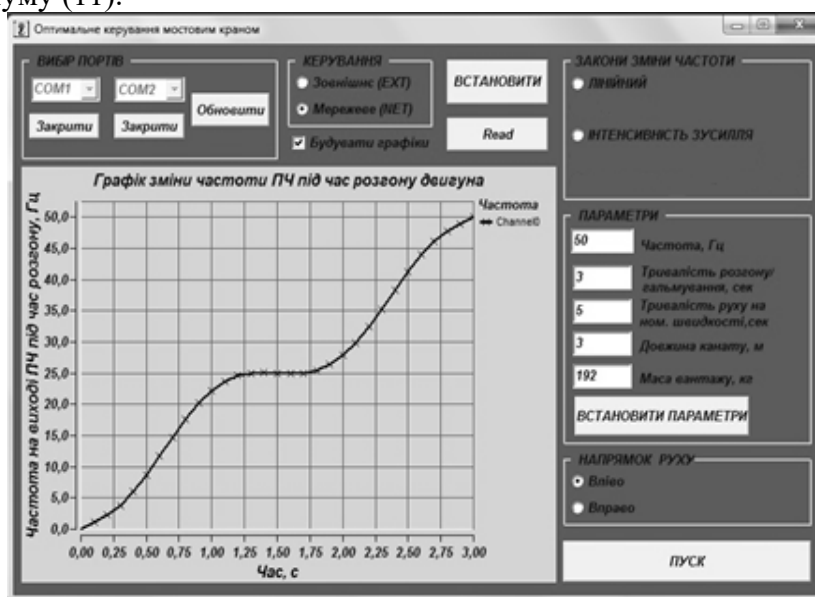 уму (11).
Оптимальне керування мостовим краном
ВИБІР ПОРТІВ
COM1
COM2
Обновити
Закрити
Закрити
КЕРУВАННЯ
Зовнішнє (EXT)
Мережеве (NET)
Будувати графіки
ВСТАНОВИТИ
Read
ЗАКОНИ ЗМІНИ ЧАСТОТИ
ЛІНІЙНИЙ
ІНТЕНСИВНІСТЬ ЗУСИЛЛЯ
Графік зміни частоти ПЧ під час розгону двигуна
Частота
Channel0
Частота на виході ПЧ під час розгону, Гц
50,0
45,0
40,0
35,0
30,0
25,0
20,0
15,0
10,0
5,0
0,0
0,00 0,25 0,50 0,75 1,00 1,25 1,50 1,75 2,00 2,25 2,50 2,75 3,00
Час, с
ПАРАМЕТРИ
50 Частота, Гц
3 Тривалість розгону/
гальмування, сек
5 Тривалість руху на
ном. швидкості,сек
3 Довжина канату, м
192 Маса вантажу, кг
ВСТАНОВИТИ ПАРАМЕТРИ
НАПРЯМОК РУХУ
Вліво
Вправо
ПУСК